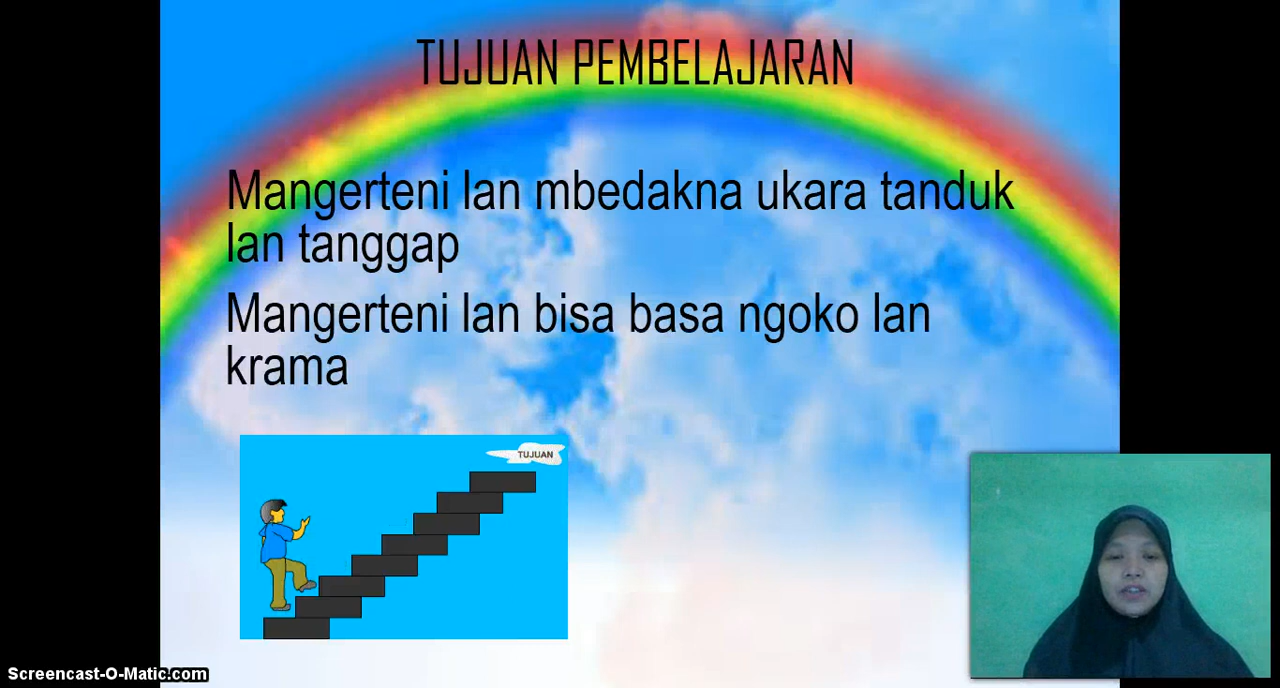 TUJUAN PEMBELAJARAN
Mangerteni lan mbedakna ukara tanduk
lan tanggap
Mangerteni lan bisa basa ngoko lan
krama
TUJUAN
Screencast-O-Matic.com